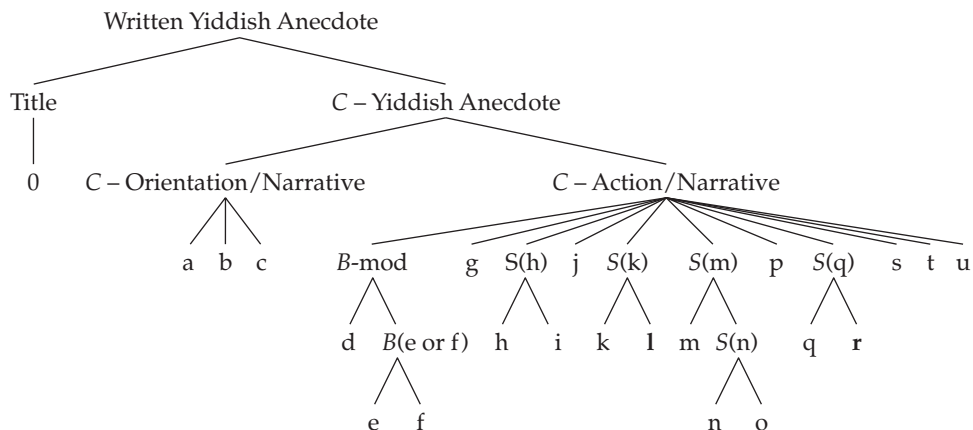 Written Yiddish Anecdote
Title C – Yiddish Anecdote
0 C – Orientation/Narrative C – Action/Narrative
a b c B-mod g S(h) j S(k) S(m) p S(q) s t u
d B(e or f) h i k l m S(n) q r
e f n o